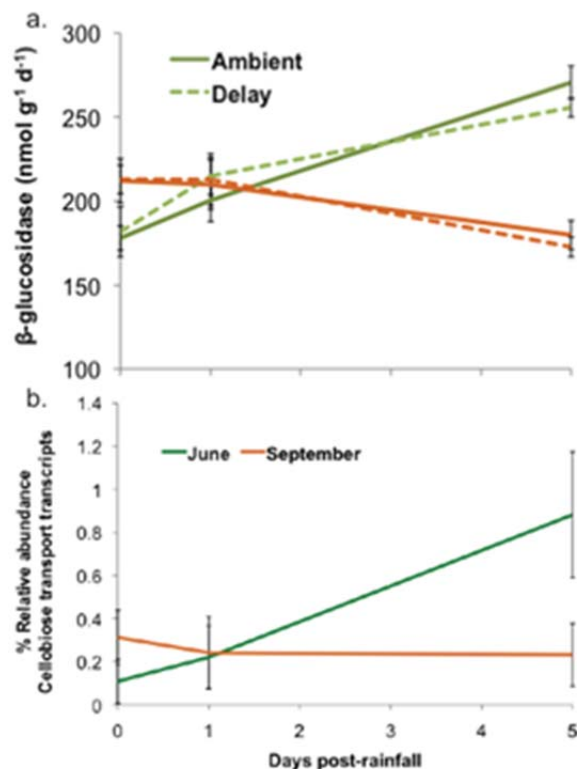 a.
300
250
200
150
100
β-glucosidase (nmol g⁻¹ d⁻¹)
Ambient
Delay
b.
1.4
1.2
1
0.8
0.6
0.4
0.2
0
% Relative abundance
Cellobiose transport transcripts
June
September
0 1 2 3 4 5
Days post-rainfall